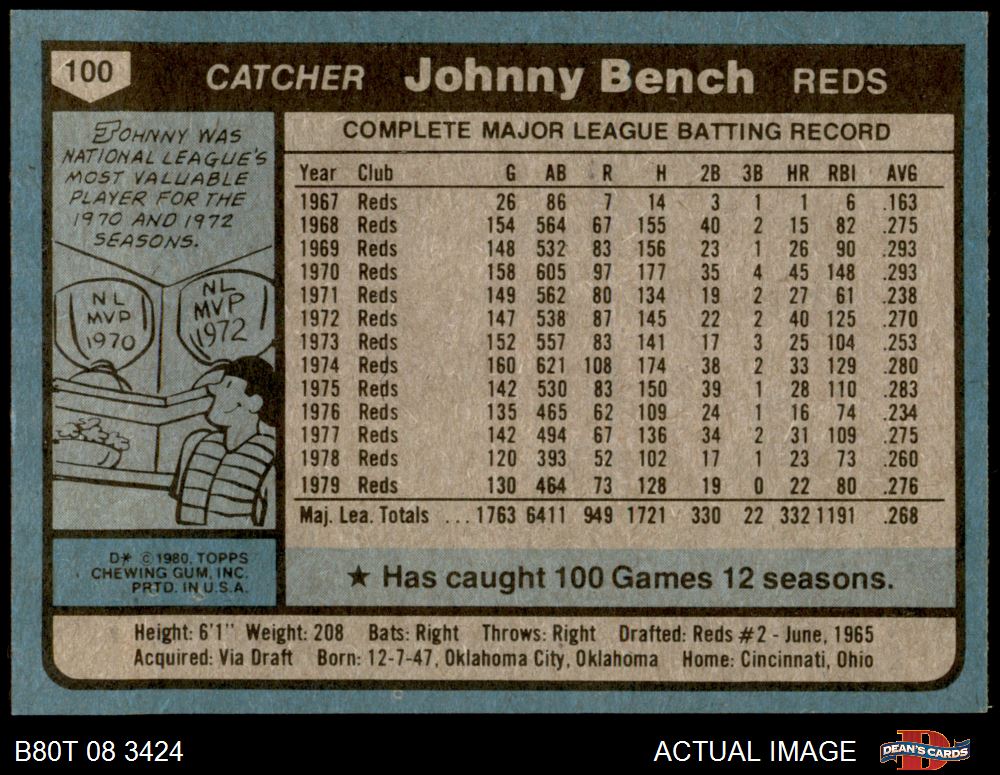 100
CATCHER Johnny Bench REDS
JOHNNY WAS
NATIONAL LEAGUE'S
MOST VALUABLE
PLAYER FOR THE
1970 AND 1972
SEASONS.
NL
MVP
1970
NL
MVP
1972
D* © 1980, TOPPS
CHEWING GUM, INC.
PRTD. IN U.S.A.
COMPLETE MAJOR LEAGUE BATTING RECORD
Year Club G AB R H 2B 3B HR RBI AVG
1967 Reds 26 86 7 14 3 1 1 6 .163
1968 Reds 154 564 67 155 40 2 15 82 .275
1969 Reds 148 532 83 156 23 1 26 90 .293
1970 Reds 158 605 97 177 35 4 45 148 .293
1971 Reds 149 562 80 134 19 2 27 61 .238
1972 Reds 147 538 87 145 22 2 40 125 .270
1973 Reds 152 557 83 141 17 3 25 104 .253
1974 Reds 160 621 108 174 38 2 33 129 .280
1975 Reds 142 530 83 150 39 1 28 110 .283
1976 Reds 135 465 62 109 24 1 16 74 .234
1977 Reds 142 494 67 136 34 2 31 109 .275
1978 Reds 120 393 52 102 17 1 23 73 .260
1979 Reds 130 464 73 128 19 0 22 80 .276
Maj. Lea. Totals ... 1763 6411 949 1721 330 22 332 1191 .268
★ Has caught 100 Games 12 seasons.
Height: 6'1" Weight: 208 Bats: Right Throws: Right Drafted: Reds #2 - June, 1965
Acquired: Via Draft Born: 12-7-47, Oklahoma City, Oklahoma Home: Cincinnati, Ohio
B80T 08 3424
ACTUAL IMAGE
D
DEAN'S CARDS